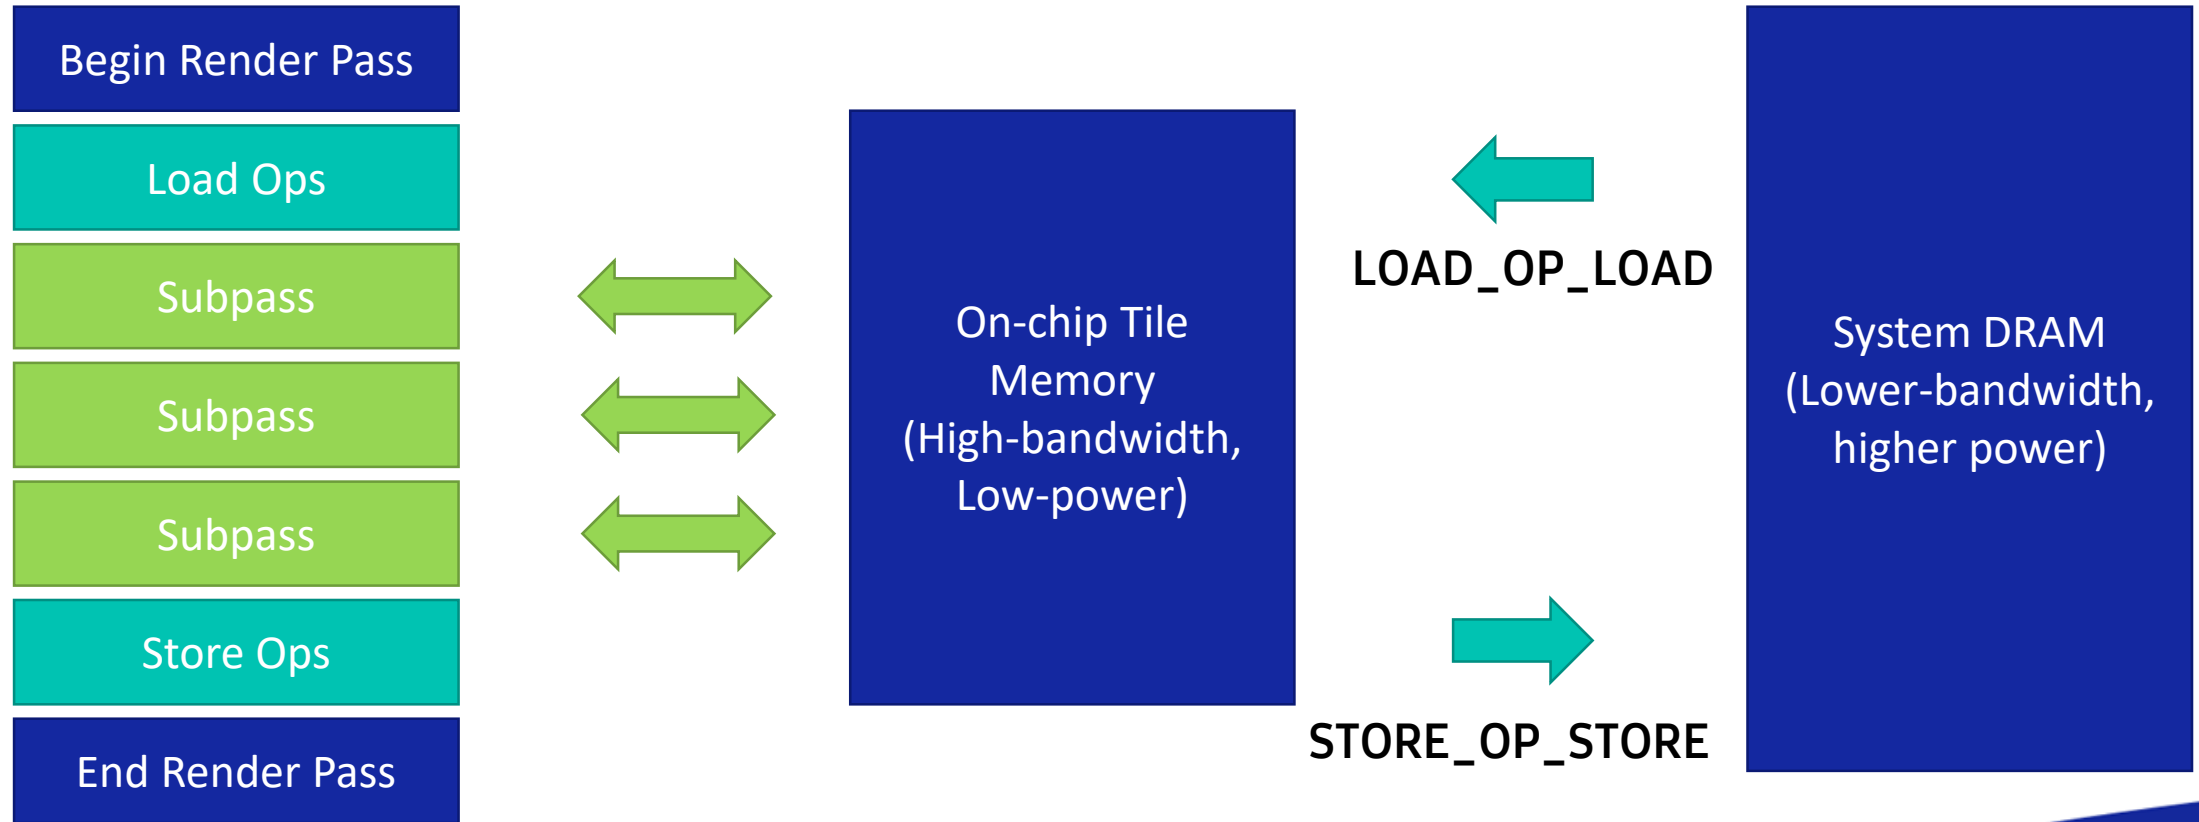 Begin Render Pass
Load Ops
Subpass
Subpass
Subpass
Store Ops
End Render Pass
On-chip Tile
Memory
(High-bandwidth,
Low-power)
LOAD_OP_LOAD
STORE_OP_STORE
System DRAM
(Lower-bandwidth,
higher power)